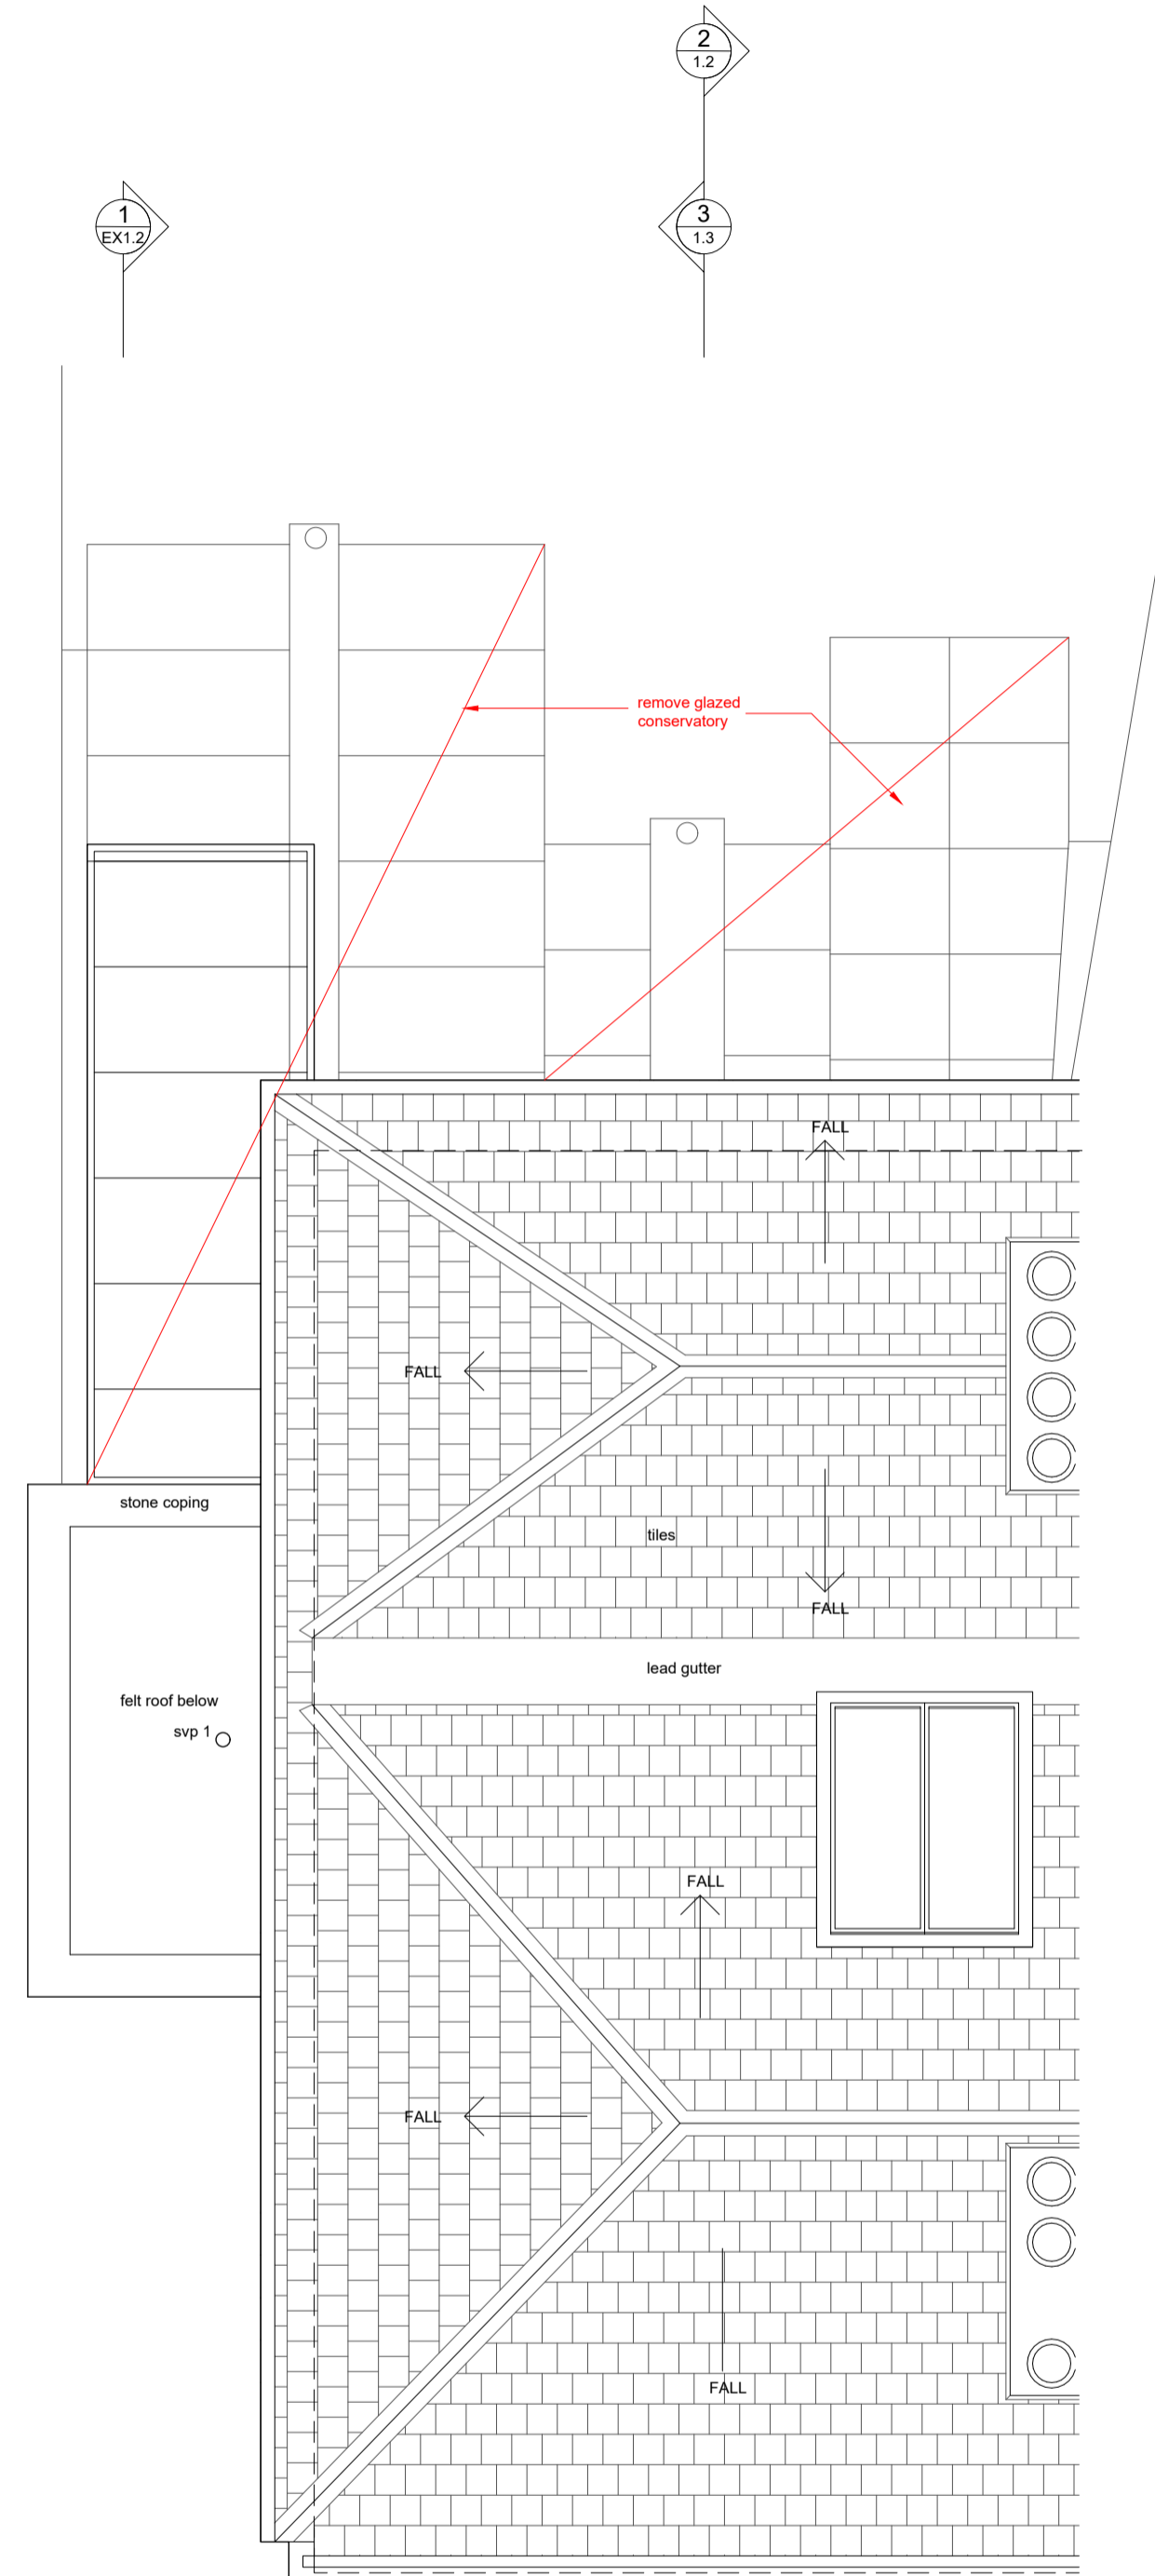 2
1.2
1
EX1.2
3
1.3
remove glazed
conservatory
FALL
FALL
stone coping
tiles
FALL
lead gutter
felt roof below
svp 1
FALL
FALL
FALL